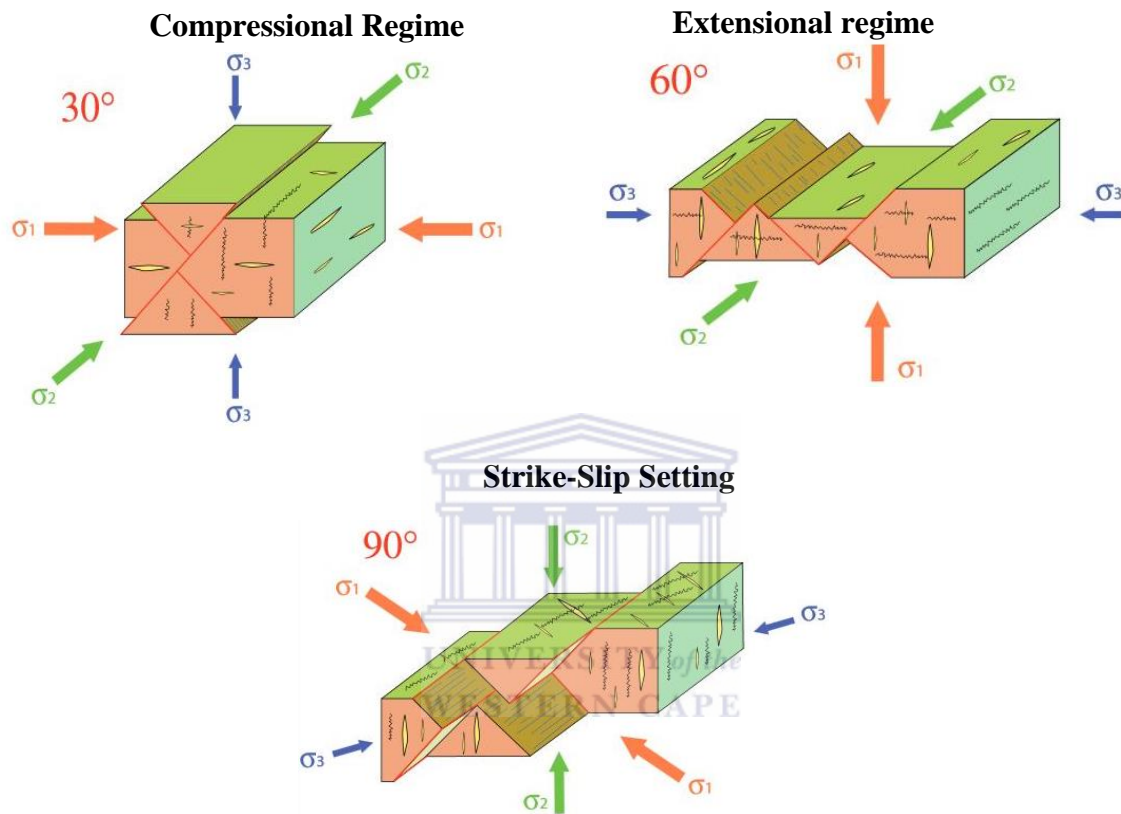 Compressional Regime
Extensional regime
30°
σ3
σ2
σ1
σ1
σ2
σ3
60°
σ1
σ2
σ3
σ3
σ2
σ1
Strike-Slip Setting
90°
σ2
σ1
σ3
UNIVERSITY of the
WESTERN CAPE
σ3
σ1
σ2